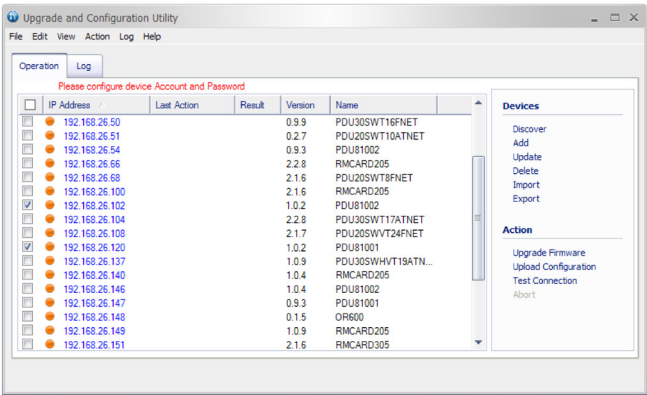 Upgrade and Configuration Utility
File Edit View Action Log Help
Operation Log
Please configure device Account and Password
IP Address Last Action Result Version Name
192.168.26.50 0.9.9 PDU30SWT16FNET
192.168.26.51 0.2.7 PDU20SWT10ATNET
192.168.26.54 0.9.3 PDU81002
192.168.26.66 2.2.8 RMCARD205
192.168.26.68 2.1.6 PDU20SWT8FNET
192.168.26.100 2.1.6 RMCARD205
192.168.26.102 1.0.2 PDU81002
192.168.26.104 2.2.8 PDU30SWT17ATNET
192.168.26.108 2.1.7 PDU20SWVT24FNET
192.168.26.120 1.0.2 PDU81001
192.168.26.137 1.0.9 PDU30SWHVT19ATN...
192.168.26.140 1.0.4 RMCARD205
192.168.26.146 1.0.4 PDU81002
192.168.26.147 0.9.3 PDU81001
192.168.26.148 0.1.5 OR600
192.168.26.149 1.0.9 RMCARD205
192.168.26.151 2.1.6 RMCARD305
Devices
Discover
Add
Update
Delete
Import
Export
Action
Upgrade Firmware
Upload Configuration
Test Connection
Abort